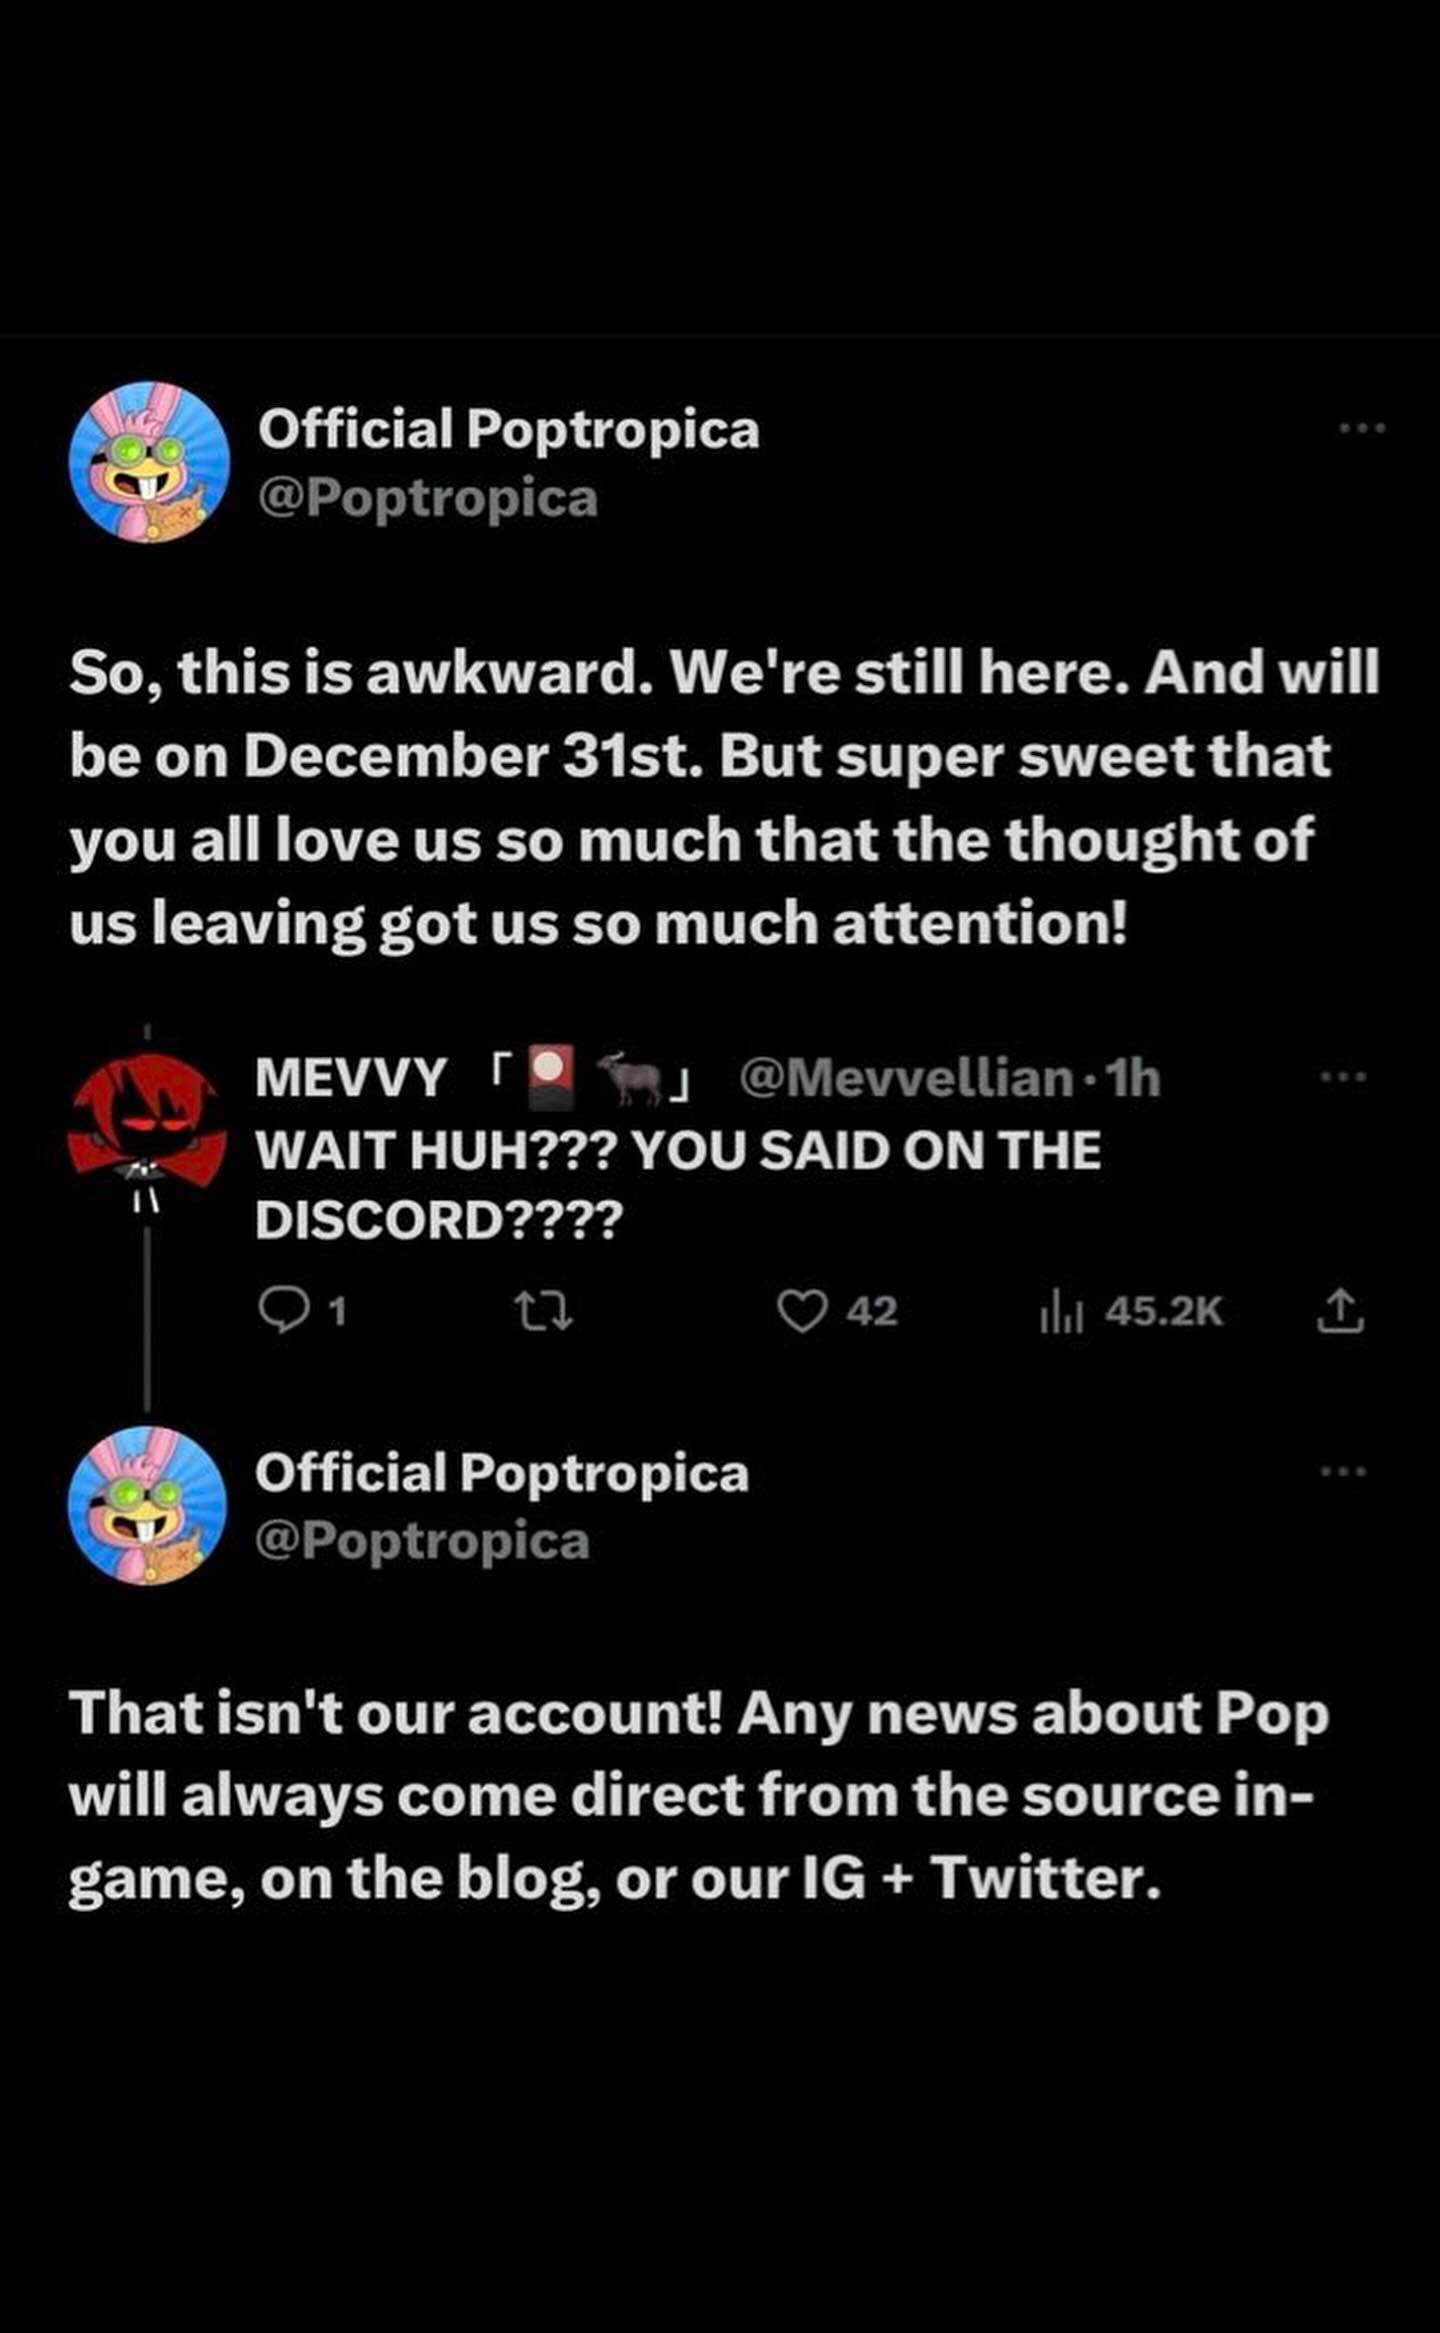 Official Poptropica
@Poptropica
So, this is awkward. We're still here. And will
be on December 31st. But super sweet that
you all love us so much that the thought of
us leaving got us so much attention!
MEVVY 「🎴🐃」 @Mevvellian · 1h
WAIT HUH??? YOU SAID ON THE
DISCORD????
1 42 45.2K
Official Poptropica
@Poptropica
That isn't our account! Any news about Pop
will always come direct from the source in-
game, on the blog, or our IG + Twitter.